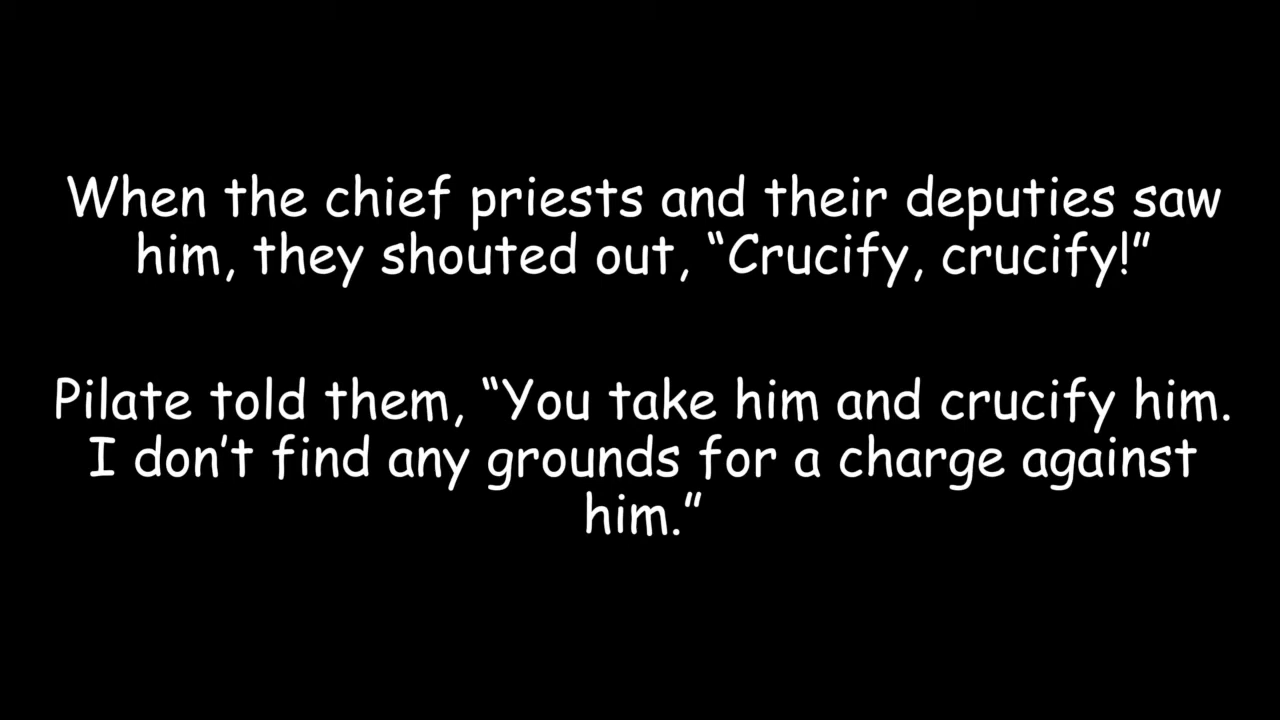 When the chief priests and their deputies saw
him, they shouted out, “Crucify, crucify!”
Pilate told them, “You take him and crucify him.
I don’t find any grounds for a charge against
him.”